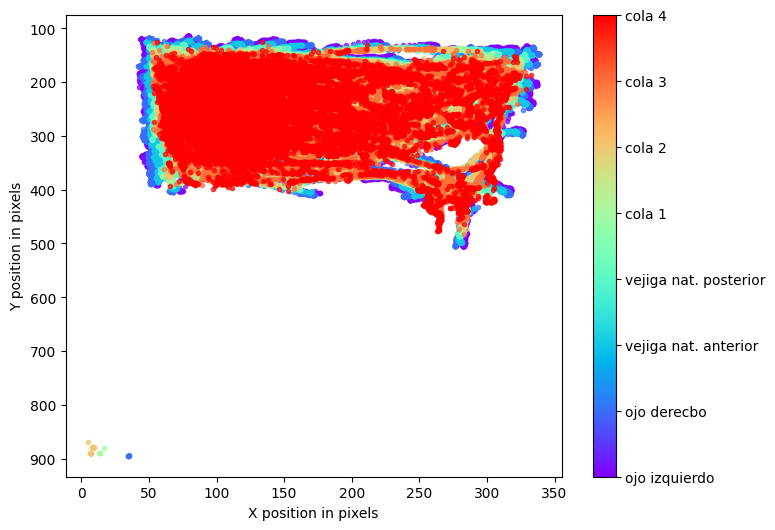 100
200
300
400
500
600
700
800
900
Y position in pixels
0
50
100
150
200
250
300
350
X position in pixels
cola 4
cola 3
cola 2
cola 1
vejiga nat. posterior
vejiga nat. anterior
ojo derecbo
ojo izquierdo